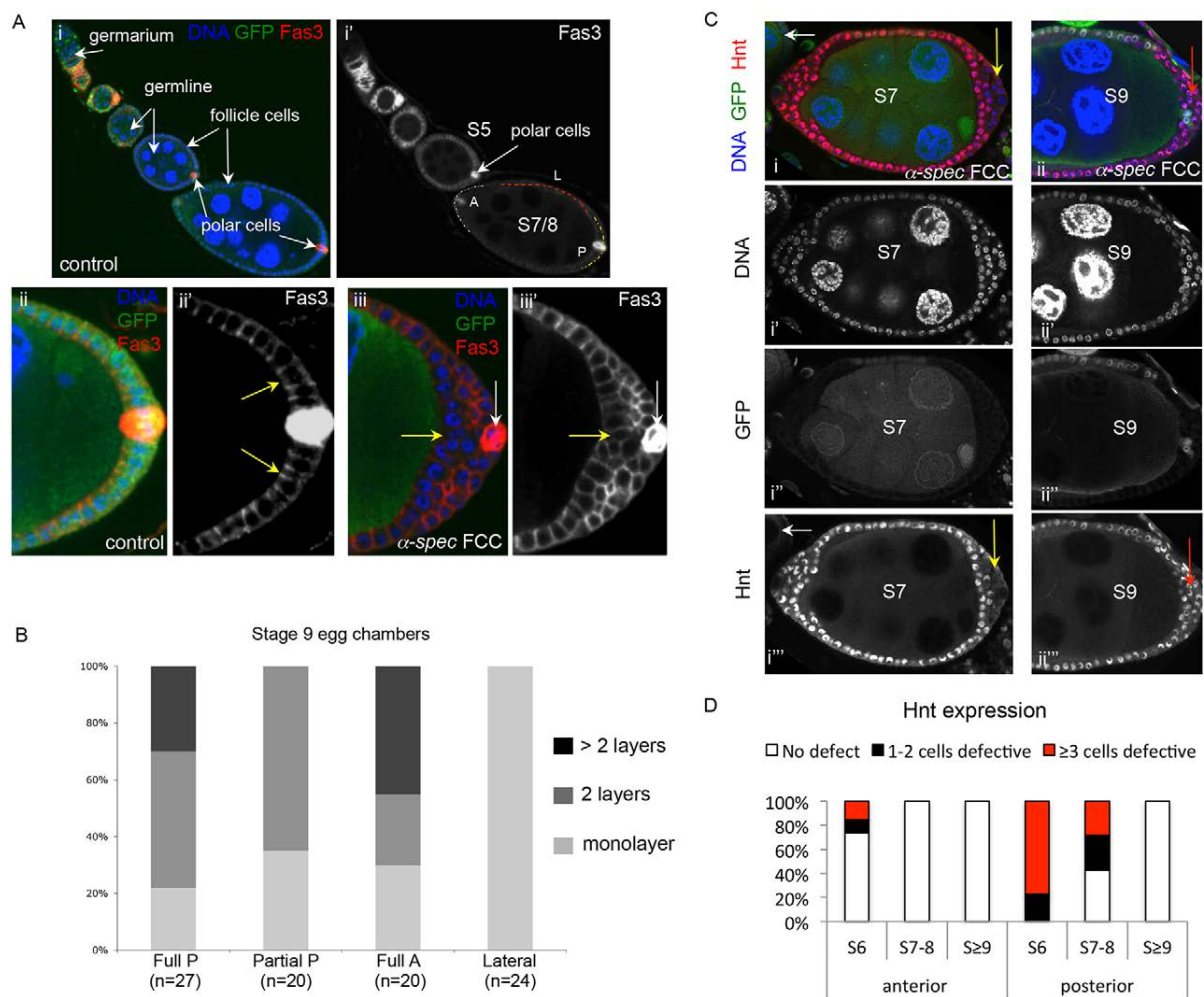 A
i
DNA GFP Fas3
germarium
germline
follicle cells
polar cells
control
i'
Fas3
S5
polar cells
L
A
S7/8
P
ii
DNA
GFP
Fas3
control
ii'
Fas3
iii
DNA
GFP
Fas3
α-spec FCC
iii'
Fas3
B
Stage 9 egg chambers
100%
80%
60%
40%
20%
0%
Full P
(n=27)
Partial P
(n=20)
Full A
(n=20)
Lateral
(n=24)
> 2 layers
2 layers
monolayer
C
DNA GFP Hnt
S7
i
α-spec FCC
S9
ii
α-spec FCC
DNA
S7
i'
S9
ii'
GFP
S7
i''
S9
ii''
Hnt
S7
i'''
S9
ii'''
D
Hnt expression
No defect
1-2 cells defective
≥3 cells defective
100%
80%
60%
40%
20%
0%
S6
S7-8
S≥9
S6
S7-8
S≥9
anterior
posterior